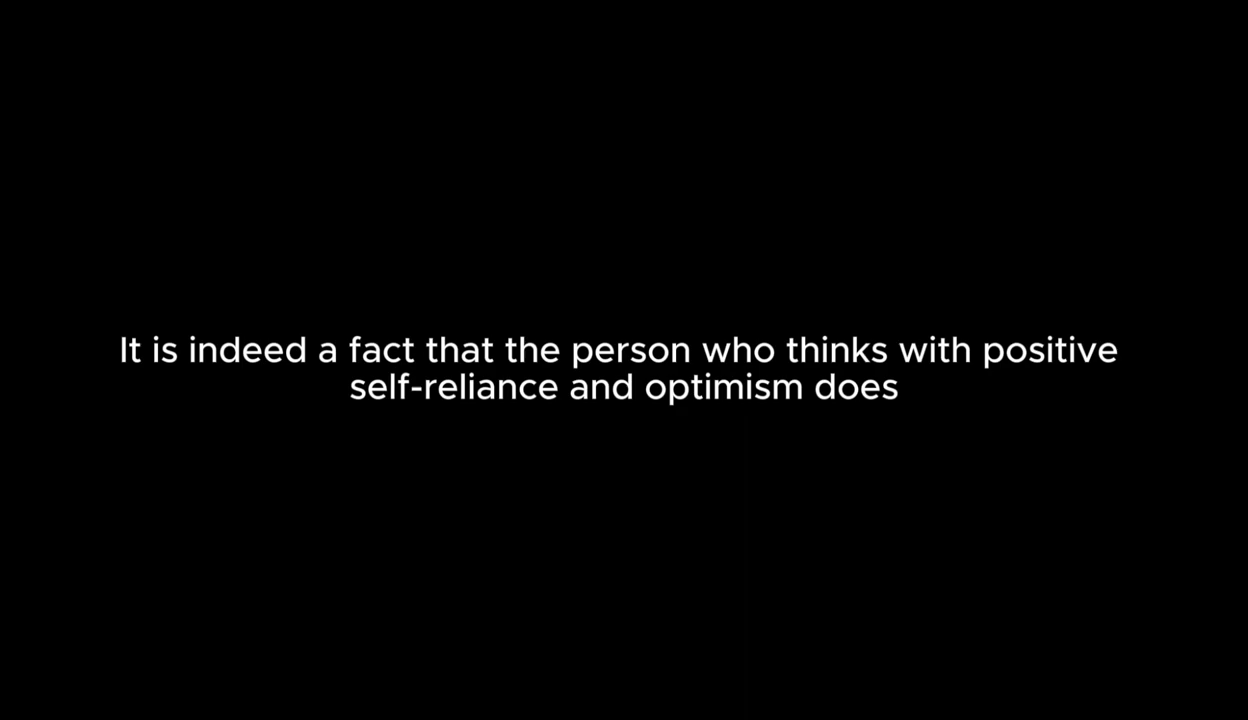 It is indeed a fact that the person who thinks with positive
self-reliance and optimism does